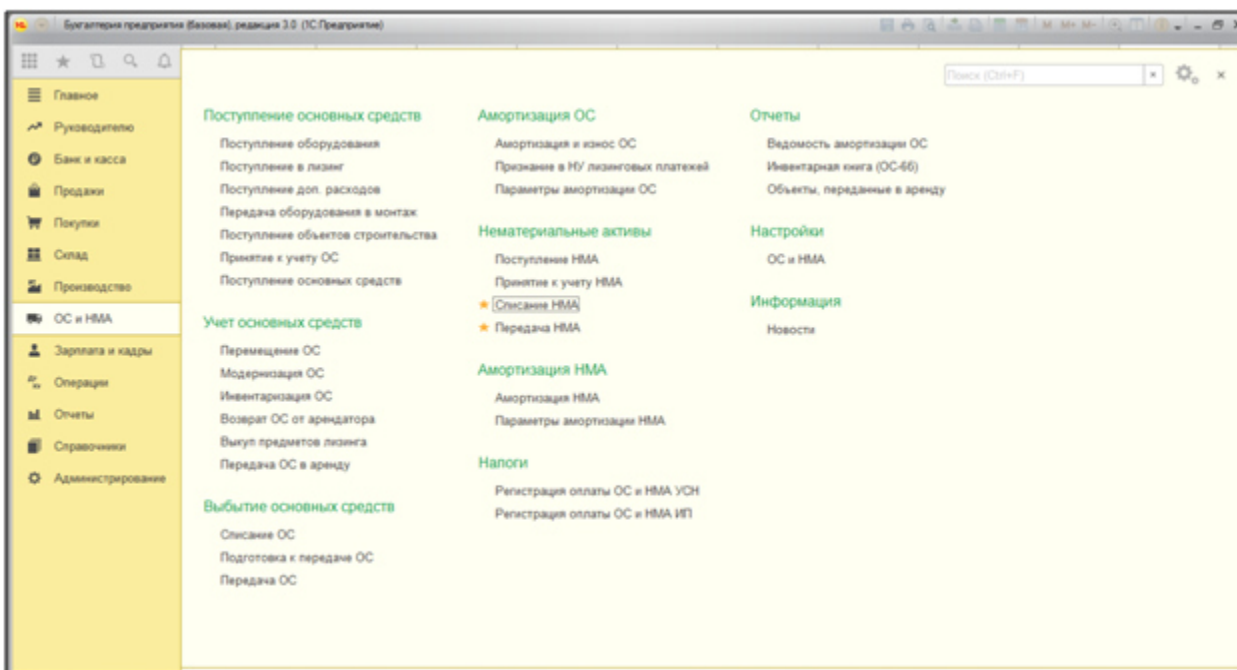 Бухгалтерия предприятия (базовая), редакция 3.0 (1С:Предприятие)
M M+ M-
Поиск (Ctrl+F)
Главное
Руководителю
Банк и касса
Продажи
Покупки
Склад
Производство
ОС и НМА
Зарплата и кадры
Операции
Отчеты
Справочники
Администрирование
Поступление основных средств
Поступление оборудования
Поступление в лизинг
Поступление доп. расходов
Передача оборудования в монтаж
Поступление объектов строительства
Принятие к учету ОС
Поступление основных средств
Учет основных средств
Перемещение ОС
Модернизация ОС
Инвентаризация ОС
Возврат ОС от арендатора
Выкуп предметов лизинга
Передача ОС в аренду
Выбытие основных средств
Списание ОС
Подготовка к передаче ОС
Передача ОС
Амортизация ОС
Амортизация и износ ОС
Признание в НУ лизинговых платежей
Параметры амортизации ОС
Нематериальные активы
Поступление НМА
Принятие к учету НМА
Списание НМА
Передача НМА
Амортизация НМА
Амортизация НМА
Параметры амортизации НМА
Налоги
Регистрация оплаты ОС и НМА УСН
Регистрация оплаты ОС и НМА ИП
Отчеты
Ведомость амортизации ОС
Инвентарная книга (ОС-6б)
Объекты, переданные в аренду
Настройки
ОС и НМА
Информация
Новости